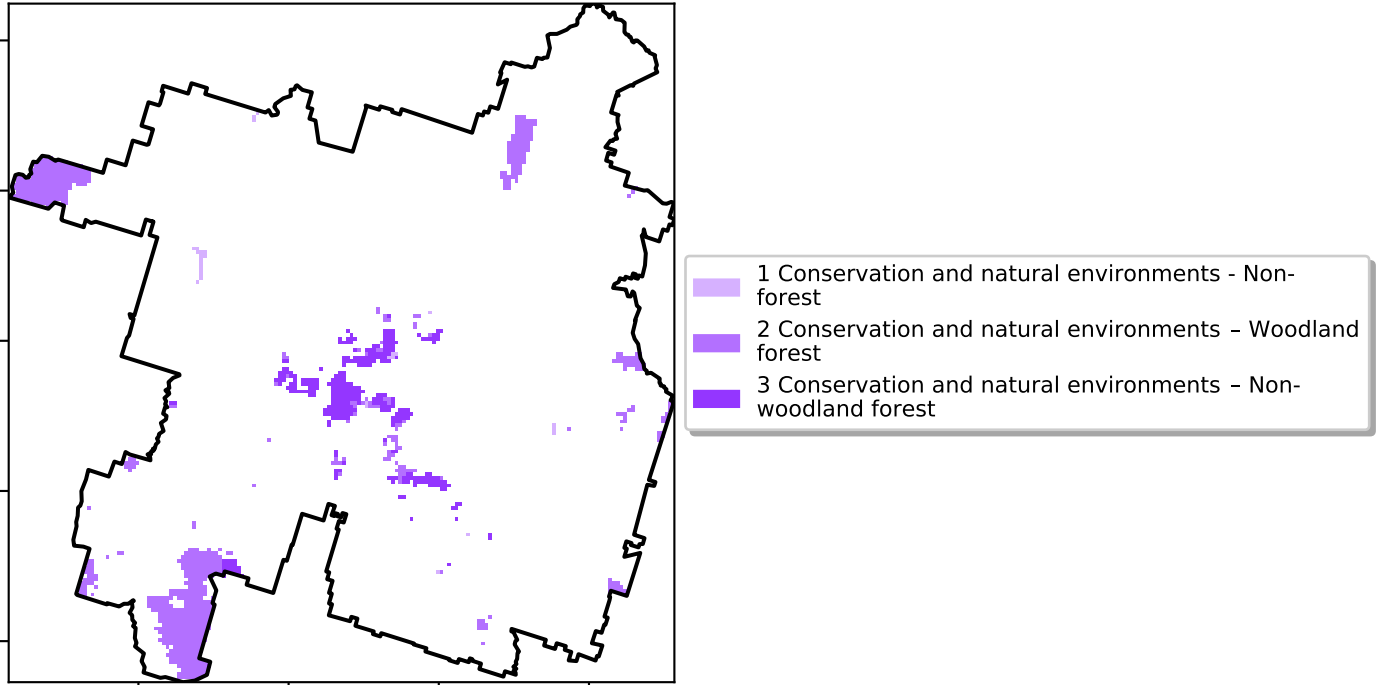 1 Conservation and natural environments - Non-
forest
2 Conservation and natural environments – Woodland
forest
3 Conservation and natural environments – Non-
woodland forest